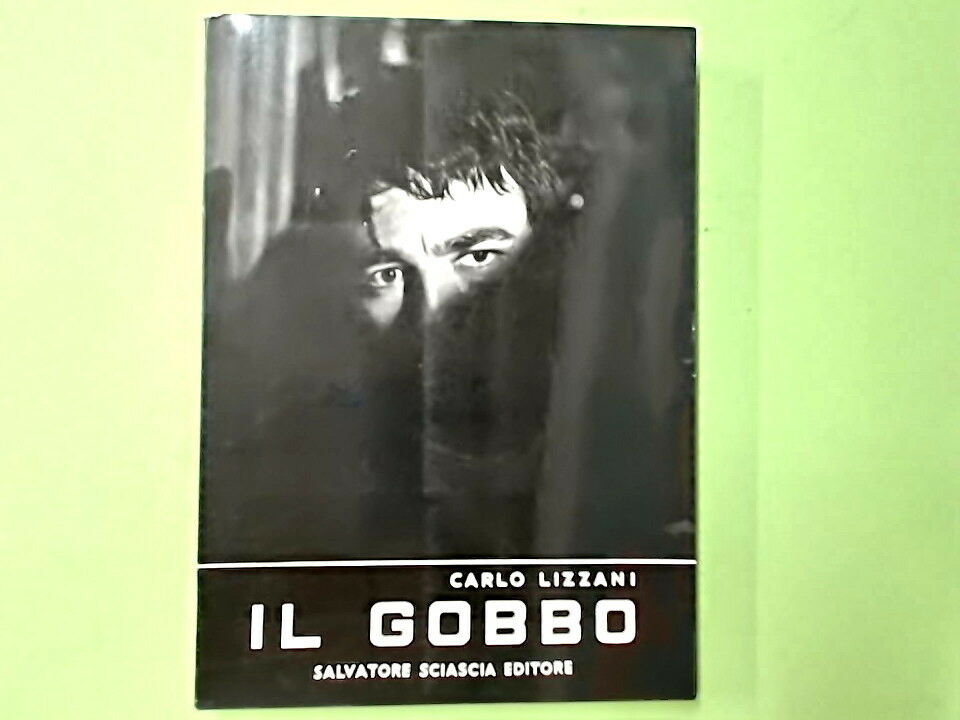 CARLO LIZZANI
IL GOBBO
SALVATORE SCIASCIA EDITORE